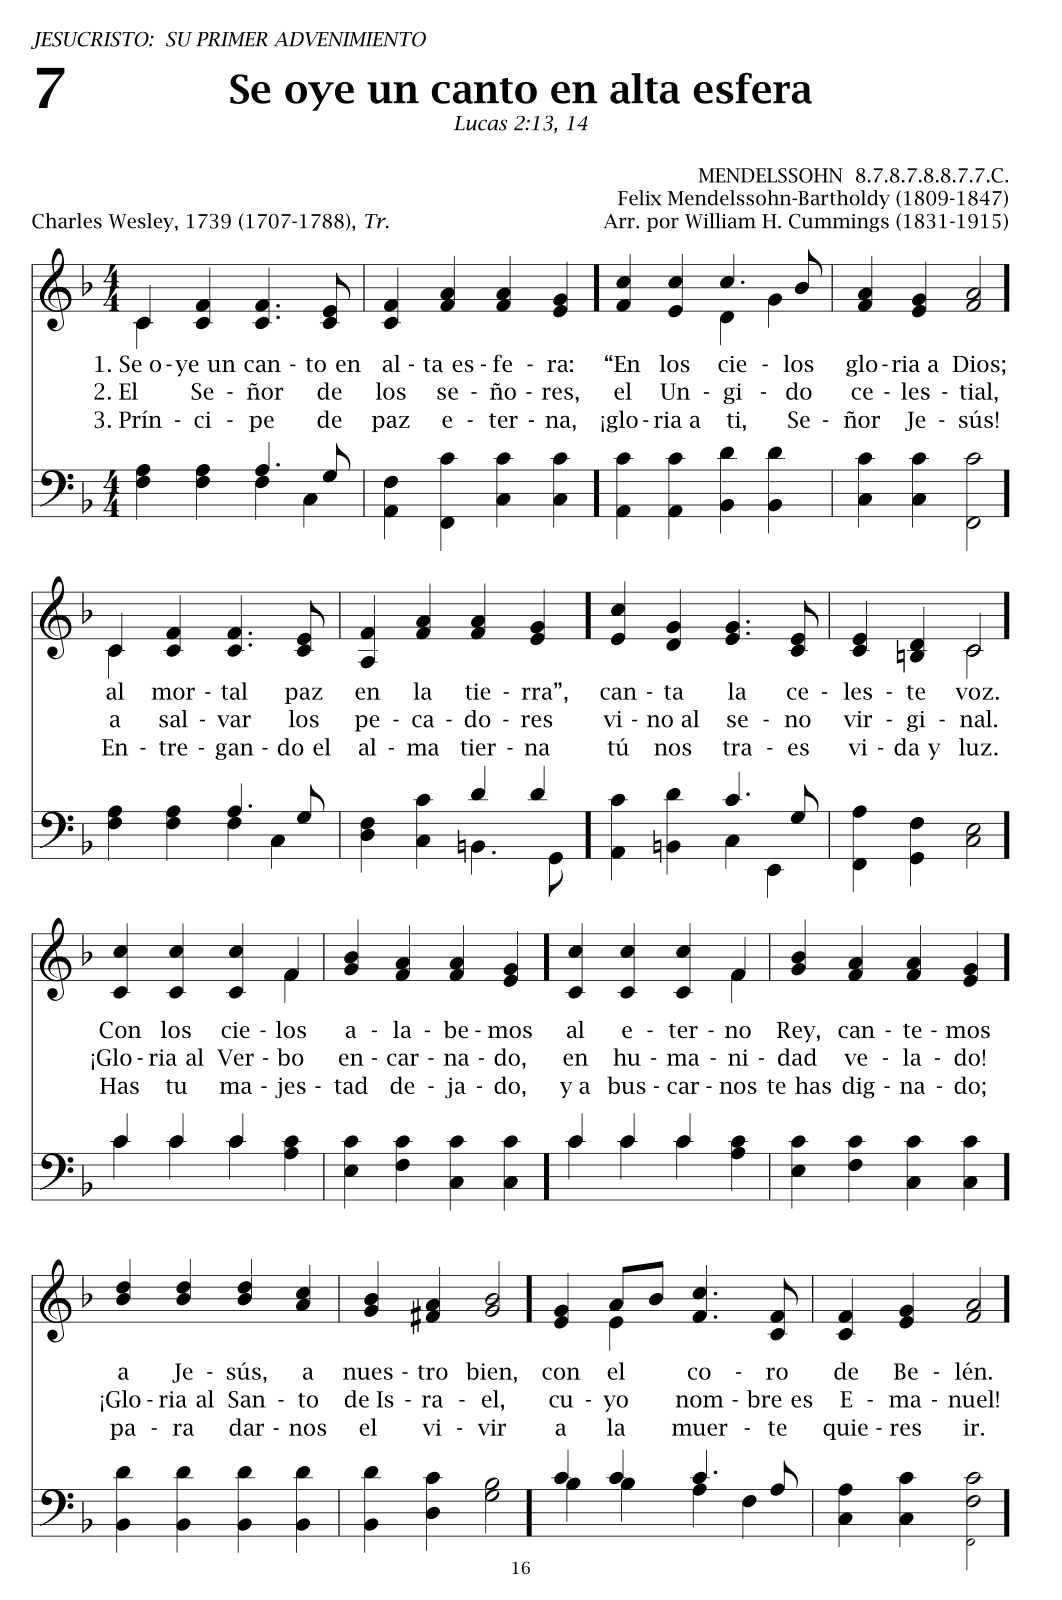 JESUCRISTO: SU PRIMER ADVENIMIENTO
7
Se oye un canto en alta esfera
Lucas 2:13, 14
MENDELSSOHN 8.7.8.7.8.8.7.7.C.
Felix Mendelssohn-Bartholdy (1809-1847)
Charles Wesley, 1739 (1707-1788), Tr.
Arr. por William H. Cummings (1831-1915)
1. Se o-ye un can - to en al - ta es - fe - ra: “En los cie - los glo-ria a Dios;
2. El Se - ñor de los se - ño - res, el Un - gi - do ce - les - tial,
3. Prín - ci - pe de paz e - ter - na, ¡glo-ria a ti, Se - ñor Je - sús!
al mor - tal paz en la tie - rra”, can - ta la ce - les - te voz.
a sal - var los pe - ca - do - res vi - no al se - no vir - gi - nal.
En - tre - gan - do el al - ma tier - na tú nos tra - es vi - da y luz.
Con los cie - los a - la - be - mos al e - ter - no Rey, can - te - mos
¡Glo-ria al Ver - bo en - car - na - do, en hu - ma - ni - dad ve - la - do!
Has tu ma - jes - tad de - ja - do, y a bus - car - nos te has dig - na - do;
a Je - sús, a nues - tro bien, con el co - ro de Be - lén.
¡Glo-ria al San - to de Is - ra - el, cu - yo nom - bre es E - ma - nuel!
pa - ra dar - nos el vi - vir a la muer - te quie - res ir.
16